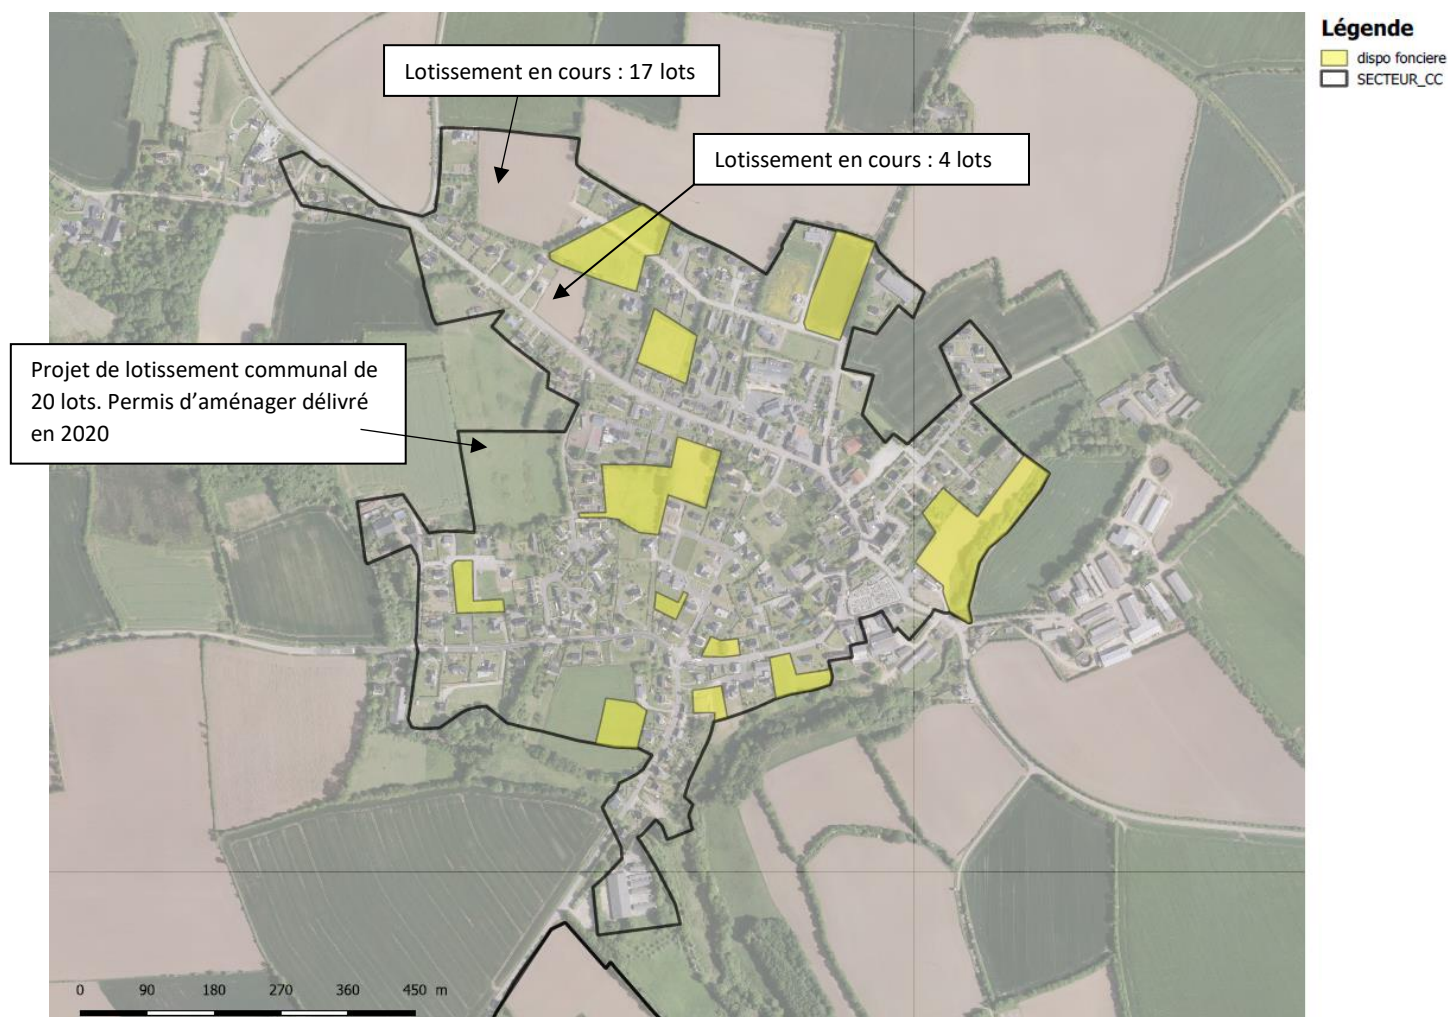 Légende
dispo fonciere
SECTEUR_CC
Lotissement en cours : 17 lots
Lotissement en cours : 4 lots
Projet de lotissement communal de
20 lots. Permis d’aménager délivré
en 2020
0 90 180 270 360 450 m